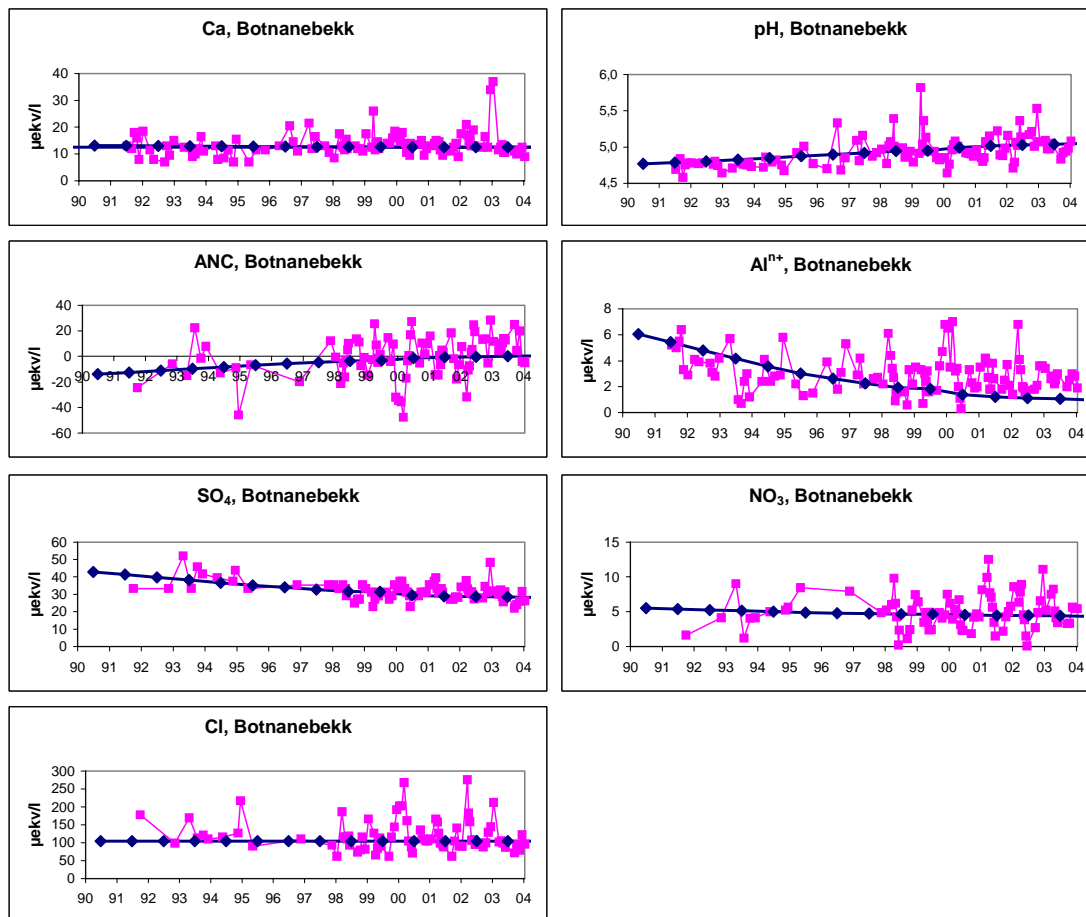 Ca, Botnanebekk
µekv/l
40
30
20
10
0
90 91 92 93 94 95 96 97 98 99 00 01 02 03 04
pH, Botnanebekk
6,0
5,5
5,0
4,5
90 91 92 93 94 95 96 97 98 99 00 01 02 03 04
ANC, Botnanebekk
µekv/l
40
20
0
-20
-40
-60
90 91 92 93 94 95 96 97 98 99 00 01 02 03 04
Alⁿ⁺, Botnanebekk
µekv/l
8
6
4
2
0
90 91 92 93 94 95 96 97 98 99 00 01 02 03 04
SO₄, Botnanebekk
µekv/l
60
50
40
30
20
10
0
90 91 92 93 94 95 96 97 98 99 00 01 02 03 04
NO₃, Botnanebekk
15
10
5
0
90 91 92 93 94 95 96 97 98 99 00 01 02 03 04
Cl, Botnanebekk
µekv/l
300
250
200
150
100
50
0
90 91 92 93 94 95 96 97 98 99 00 01 02 03 04